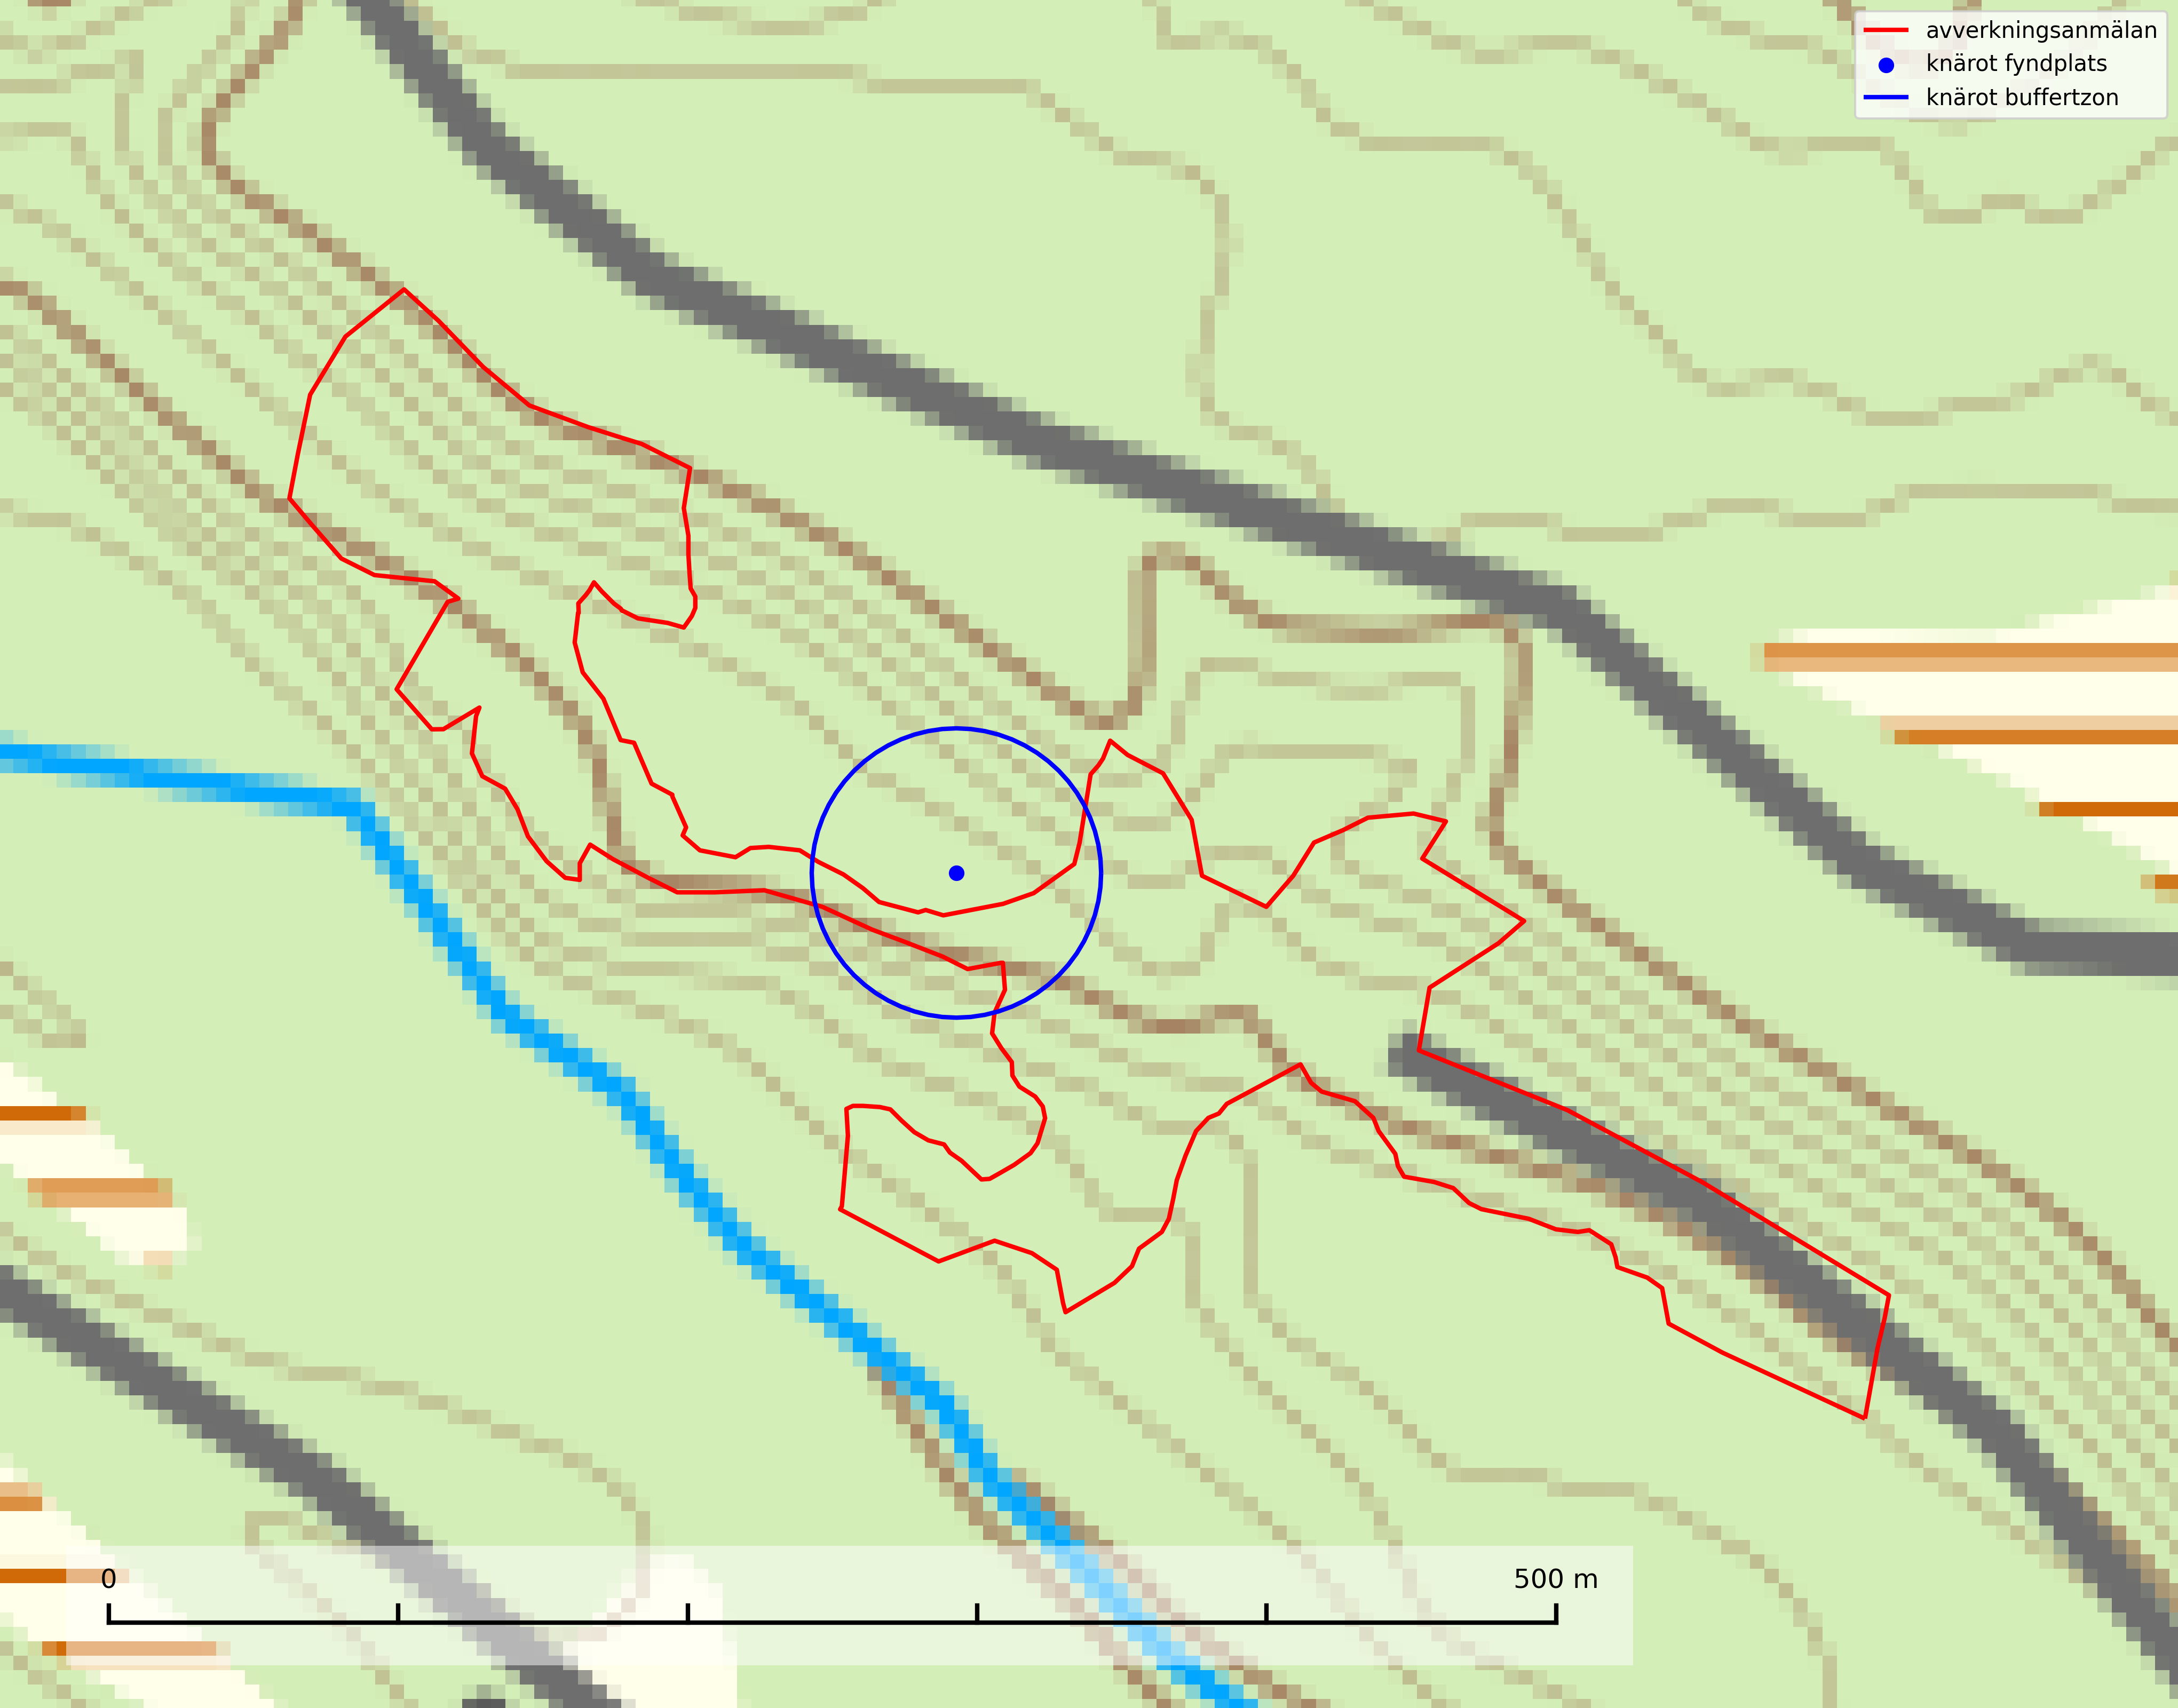 avverkningsanmälan
knärot fyndplats
knärot buffertzon
0
500 m